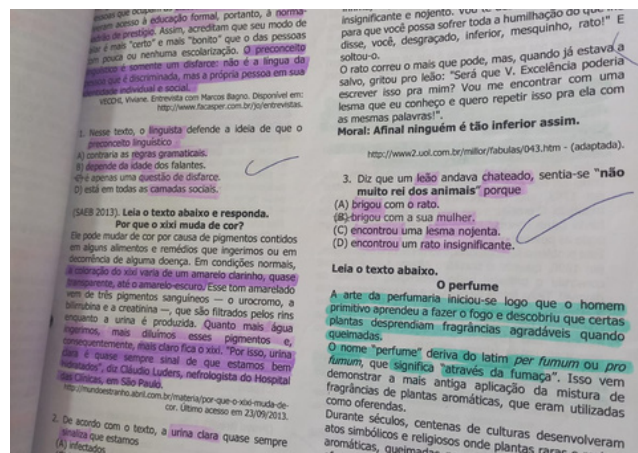 essoas que ocupam
acesso à educação formal, portanto, à norma-
padrão de prestígio. Assim, acreditam que seu modo de
falar é mais "certo" e mais "bonito" que o das pessoas
com pouca ou nenhuma escolarização. O preconceito
linguístico é somente um disfarce: não é a língua da
pessoa que é discriminada, mas a própria pessoa em sua
identidade individual e social.
VECCHI, Viviane. Entrevista com Marcos Bagno. Disponível em:
http://www.facasper.com.br/jo/entrevistas.
1. Nesse texto, o linguista defende a ideia de que o
preconceito linguístico
A) contraria as regras gramaticais.
B) depende da idade dos falantes.
C) é apenas uma questão de disfarce.
D) está em todas as camadas sociais.
(SAEB 2013). Leia o texto abaixo e responda.
Por que o xixi muda de cor?
Ele pode mudar de cor por causa de pigmentos contidos
em alguns alimentos e remédios que ingerimos ou em
decorrência de alguma doença. Em condições normais,
a coloração do xixi varia de um amarelo clarinho, quase
transparente, até o amarelo-escuro. Esse tom amarelado
vem de três pigmentos sanguíneos — o urocromo, a
bilirrubina e a creatinina —, que são filtrados pelos rins
enquanto a urina é produzida. Quanto mais água
ingerimos, mais diluímos esses pigmentos e,
consequentemente, mais claro fica o xixi. "Por isso, urina
clara é quase sempre sinal de que estamos bem
hidratados", diz Cláudio Luders, nefrologista do Hospital
das Clínicas, em São Paulo.
http://mundoestranho.abril.com.br/materia/por-que-o-xixi-muda-de-
cor. Último acesso em 23/09/2013.
2. De acordo com o texto, a urina clara quase sempre
sinaliza que estamos
(A) infectados
insignificante e nojento. Vou te
para que você possa sofrer toda a humilhação do que me
disse, você, desgraçado, inferior, mesquinho, rato!" E
soltou-o.
O rato correu o mais que pode, mas, quando já estava a
salvo, gritou pro leão: "Será que V. Excelência poderia
escrever isso pra mim? Vou me encontrar com uma
lesma que eu conheço e quero repetir isso pra ela com
as mesmas palavras!".
Moral: Afinal ninguém é tão inferior assim.
http://www2.uol.com.br/millor/fabulas/043.htm - (adaptada).
3. Diz que um leão andava chateado, sentia-se "não
muito rei dos animais" porque
(A) brigou com o rato.
(B) brigou com a sua mulher.
(C) encontrou uma lesma nojenta.
(D) encontrou um rato insignificante.
Leia o texto abaixo.
O perfume
A arte da perfumaria iniciou-se logo que o homem
primitivo aprendeu a fazer o fogo e descobriu que certas
plantas desprendiam fragrâncias agradáveis quando
queimadas.
O nome "perfume" deriva do latim per fumum ou pro
fumum, que significa "através da fumaça". Isso vem
demonstrar a mais antiga aplicação da mistura de
fragrâncias de plantas aromáticas, que eram utilizadas
como oferendas.
Durante séculos, centenas de culturas desenvolveram
atos simbólicos e religiosos onde plantas raras
aromáticas, queimadas